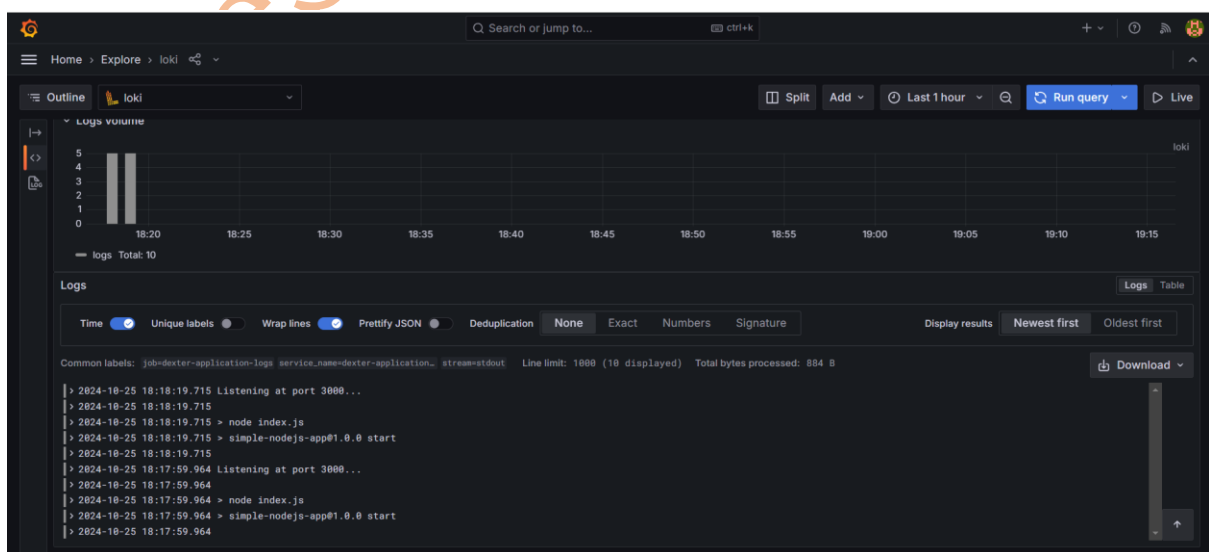 Search or jump to... ctrl+k
Home › Explore › loki
Outline loki Split Add Last 1 hour Run query Live
Logs volume
loki
5
4
3
2
1
0
18:20 18:25 18:30 18:35 18:40 18:45 18:50 18:55 19:00 19:05 19:10 19:15
logs Total: 10
Logs Logs Table
Time Unique labels Wrap lines Prettify JSON Deduplication None Exact Numbers Signature Display results Newest first Oldest first
Common labels: job=dexter-application-logs service_name=dexter-application… stream=stdout Line limit: 1000 (10 displayed) Total bytes processed: 884 B Download
> 2024-10-25 18:18:19.715 Listening at port 3000...
> 2024-10-25 18:18:19.715
> 2024-10-25 18:18:19.715 > node index.js
> 2024-10-25 18:18:19.715 > simple-nodejs-app@1.0.0 start
> 2024-10-25 18:18:19.715
> 2024-10-25 18:17:59.964 Listening at port 3000...
> 2024-10-25 18:17:59.964
> 2024-10-25 18:17:59.964 > node index.js
> 2024-10-25 18:17:59.964 > simple-nodejs-app@1.0.0 start
> 2024-10-25 18:17:59.964